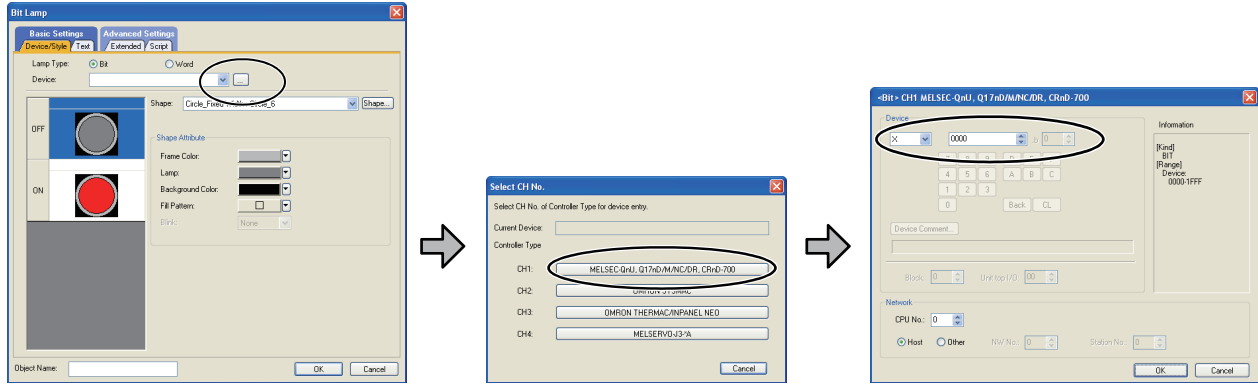 Bit Lamp
Basic Settings
Advanced Settings
Device/Style
Text
Extended
Script
Lamp Type:
Bit
Word
Device:
...
OFF
ON
Shape:
Shape...
Shape Attribute
Frame Color:
Lamp:
Background Color:
Fill Pattern:
Blink:
None
Object Name:
OK
Cancel
Select CH No.
Select CH No. of Controller Type for device entry.
Current Device:
Controller Type
CH1:
MELSEC-QnU, Q17nD/M/NC/DR, CRnD-700
CH2:
OMRON SYSMAC
CH3:
OMRON THERMAC/INPANEL NEO
CH4:
MELSERVO-J3-*A
Cancel
<Bit> CH1 MELSEC-QnU, Q17nD/M/NC/DR, CRnD-700
Device
X
0000
b
0
7 8 9 D E F
4 5 6 A B C
1 2 3
0
Back
CL
Device Comment...
Block:
0
Unit top I/O:
00
Information
[Kind]
BIT
[Range]
Device:
0000-1FFF
Network
CPU No.:
0
Host
Other
NW No.:
0
Station No.:
0
OK
Cancel